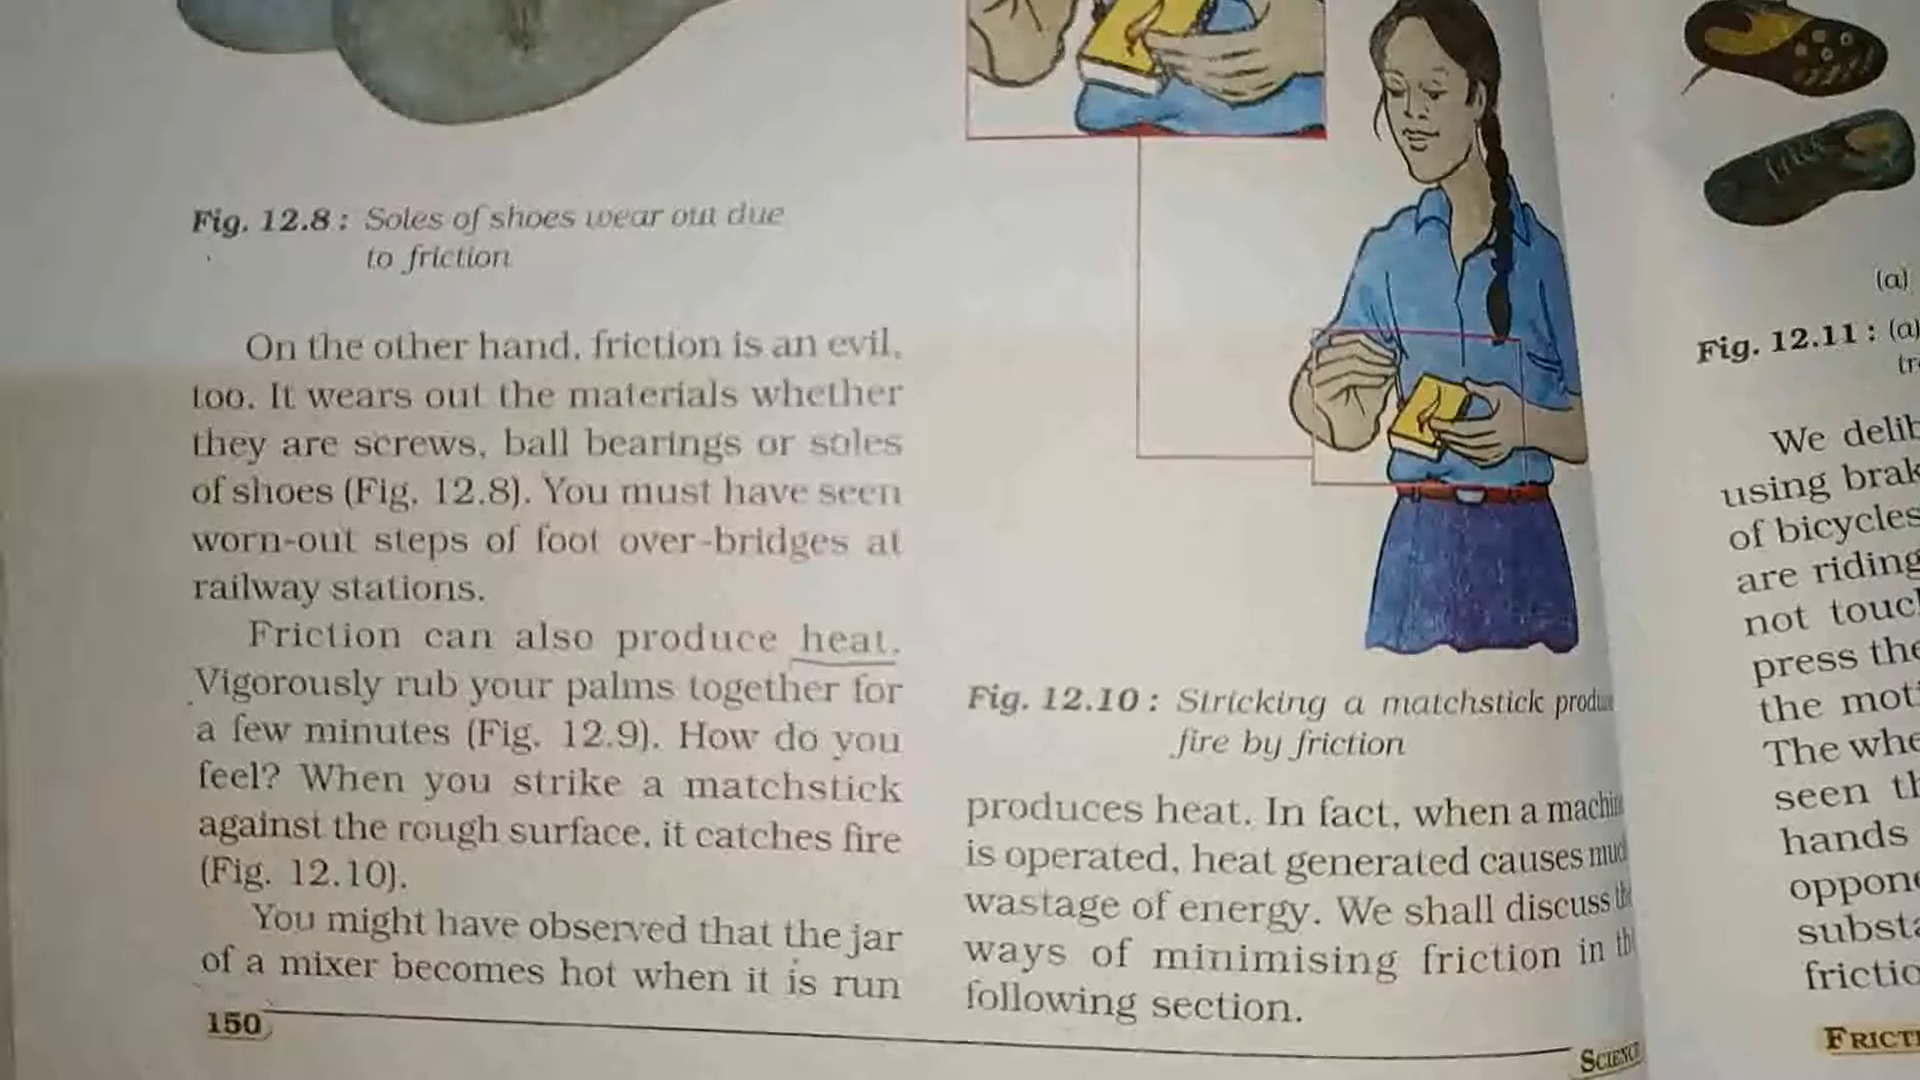 Fig. 12.8 : Soles of shoes wear out due
to friction
On the other hand, friction is an evil,
too. It wears out the materials whether
they are screws, ball bearings or soles
of shoes (Fig. 12.8). You must have seen
worn-out steps of foot over-bridges at
railway stations.
Friction can also produce heat.
Vigorously rub your palms together for
a few minutes (Fig. 12.9). How do you
feel? When you strike a matchstick
against the rough surface, it catches fire
(Fig. 12.10).
You might have observed that the jar
of a mixer becomes hot when it is run
150
Fig. 12.10 : Stricking a matchstick
fire by friction
produces heat. In fact, when a
is operated, heat generated causes
wastage of energy. We shall discuss
ways of minimising friction in
following section.
SCIENCE
(a)
Fig. 12.11 : (a)
We
using
of bicycles
are riding
not
press the
the
The
seen
hands